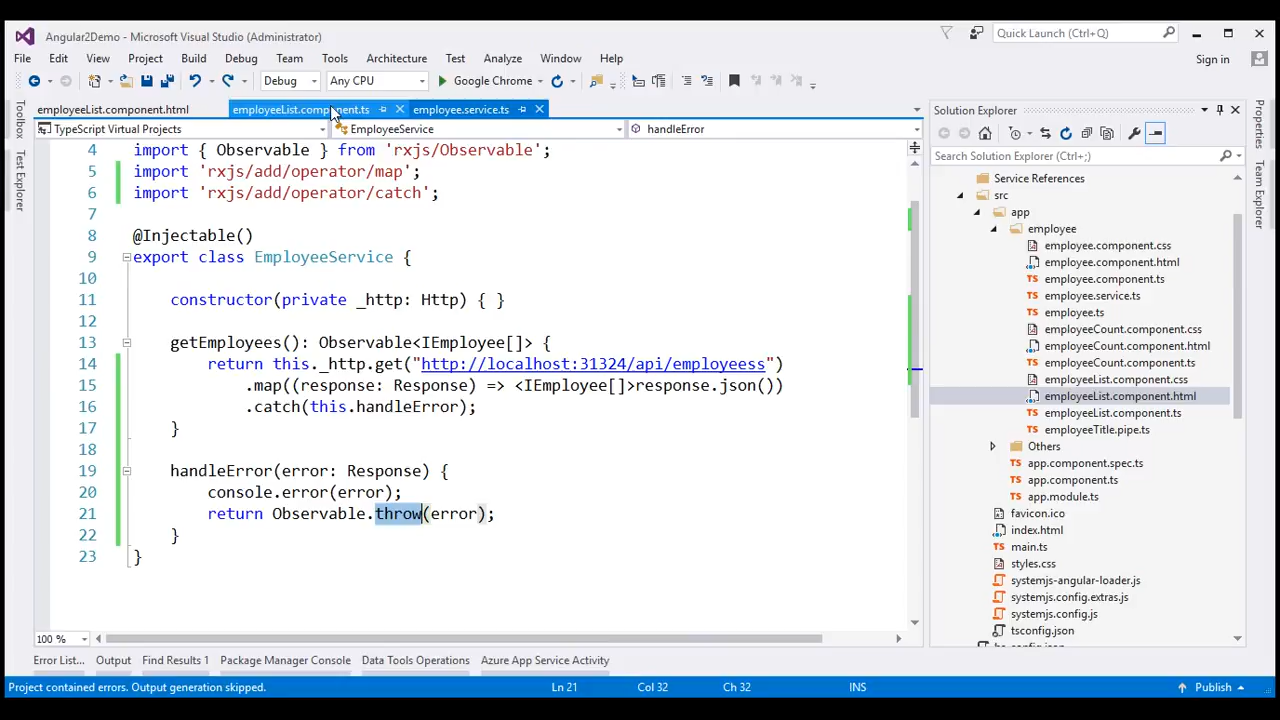 Angular2Demo - Microsoft Visual Studio (Administrator)
Quick Launch (Ctrl+Q)
File Edit View Project Build Debug Team Tools Architecture Test Analyze Window Help
Sign in
Debug Any CPU Google Chrome
employeeList.component.html employeeList.component.ts employee.service.ts
TypeScript Virtual Projects EmployeeService handleError
Toolbox
Test Explorer
4 import { Observable } from 'rxjs/Observable';
5 import 'rxjs/add/operator/map';
6 import 'rxjs/add/operator/catch';
7
8 @Injectable()
9 export class EmployeeService {
10
11 constructor(private _http: Http) { }
12
13 getEmployees(): Observable<IEmployee[]> {
14 return this._http.get("http://localhost:31324/api/employeess")
15 .map((response: Response) => <IEmployee[]>response.json())
16 .catch(this.handleError);
17 }
18
19 handleError(error: Response) {
20 console.error(error);
21 return Observable.throw(error);
22 }
23 }
100 %
Solution Explorer
Search Solution Explorer (Ctrl+;)
Service References
src
app
employee
employee.component.css
employee.component.html
employee.component.ts
employee.service.ts
employee.ts
employeeCount.component.css
employeeCount.component.html
employeeCount.component.ts
employeeList.component.css
employeeList.component.html
employeeList.component.ts
employeeTitle.pipe.ts
Others
app.component.spec.ts
app.component.ts
app.module.ts
favicon.ico
index.html
main.ts
styles.css
systemjs-angular-loader.js
systemjs.config.extras.js
systemjs.config.js
tsconfig.json
Properties
Team Explorer
Error List... Output Find Results 1 Package Manager Console Data Tools Operations Azure App Service Activity
Project contained errors. Output generation skipped. Ln 21 Col 32 Ch 32 INS Publish